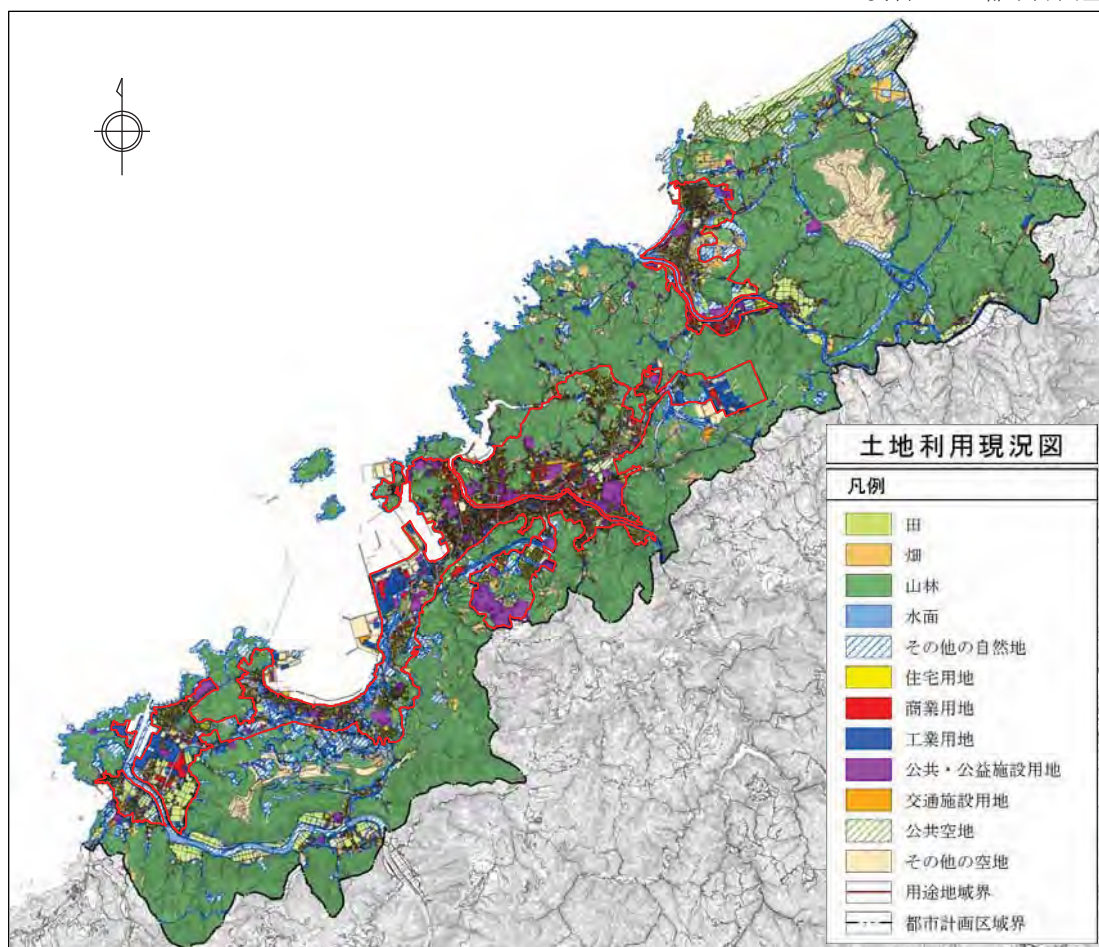 土地利用現況図
凡例
田
畑
山林
水面
その他の自然地
住宅用地
商業用地
工業用地
公共・公益施設用地
交通施設用地
公共空地
その他の空地
用途地域界
都市計画区域界